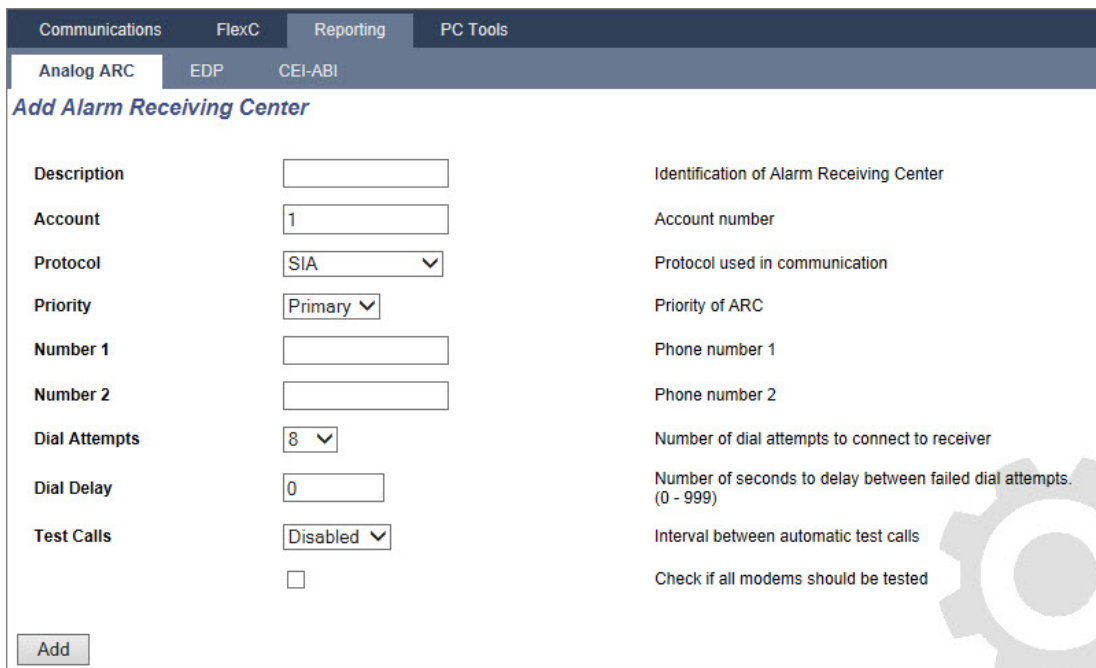 Communications FlexC Reporting PC Tools
Analog ARC EDP CEI-ABI
Add Alarm Receiving Center
Description Identification of Alarm Receiving Center
Account 1 Account number
Protocol SIA Protocol used in communication
Priority Primary Priority of ARC
Number 1 Phone number 1
Number 2 Phone number 2
Dial Attempts 8 Number of dial attempts to connect to receiver
Dial Delay 0 Number of seconds to delay between failed dial attempts.
(0 - 999)
Test Calls Disabled Interval between automatic test calls
Check if all modems should be tested
Add